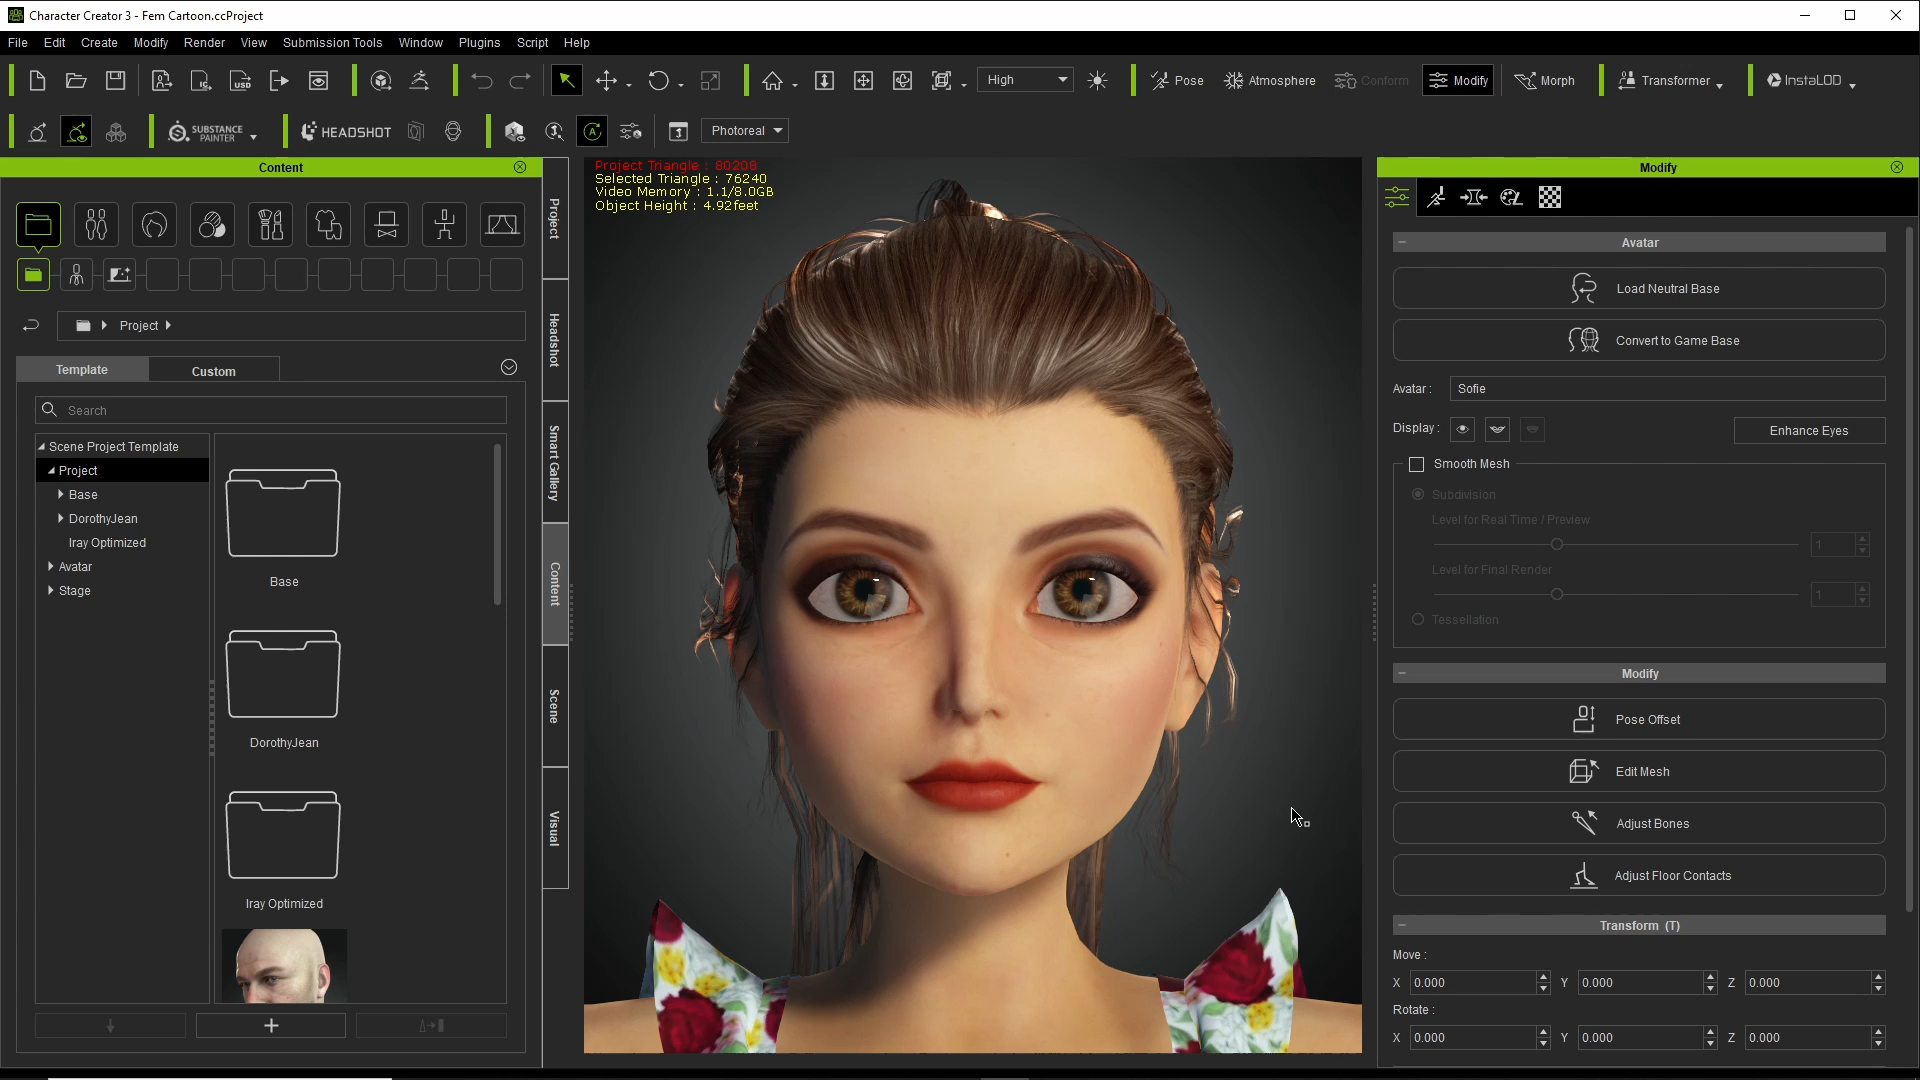 Character Creator 3 - Fem Cartoon.ccProject
File Edit Create Modify Render View Submission Tools Window Plugins Script Help
High
Pose
Atmosphere
Conform
Modify
Morph
Transformer
InstaLOD
SUBSTANCE PAINTER
HEADSHOT
A
Photoreal
Content
Project
Template
Custom
Search
Scene Project Template
Project
Base
DorothyJean
Iray Optimized
Avatar
Stage
Base
DorothyJean
Iray Optimized
Project
Headshot
Smart Gallery
Content
Scene
Visual
Project Triangle : 80208
Selected Triangle : 76240
Video Memory : 1.1/8.0GB
Object Height : 4.92feet
Modify
Avatar
Load Neutral Base
Convert to Game Base
Avatar : Sofie
Display :
Enhance Eyes
Smooth Mesh
Subdivision
Level for Real Time / Preview
1
Level for Final Render
1
Tessellation
Modify
Pose Offset
Edit Mesh
Adjust Bones
Adjust Floor Contacts
Transform (T)
Move :
X 0.000 Y 0.000 Z 0.000
Rotate :
X 0.000 Y 0.000 Z 0.000